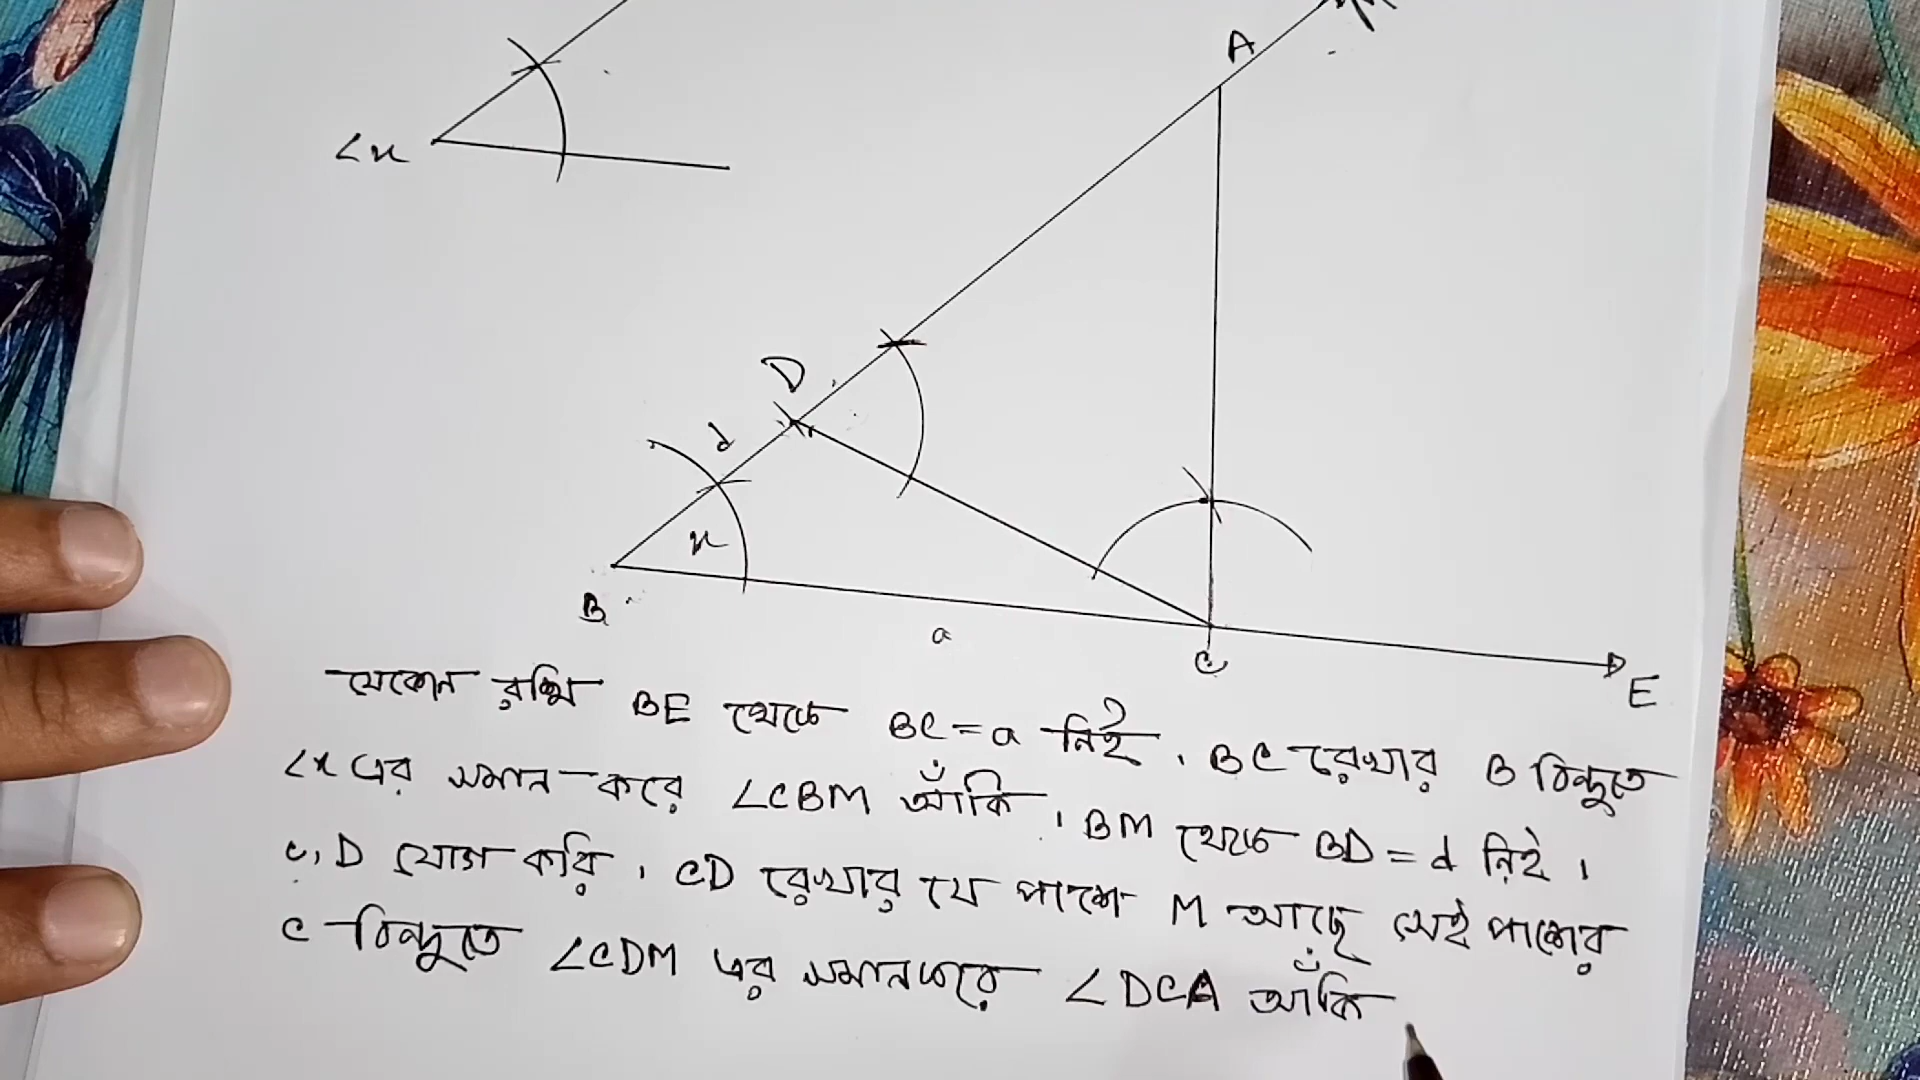 A
∠x
D
d
x
B
a
C
E
যেকোন রশ্মি BE থেকে BC = a নিই। BC রেখার B বিন্দুতে
∠x এর সমান করে ∠CBM আঁকি। BM থেকে BD = d নিই।
C, D যোগ করি। CD রেখার যে পাশে M আছে সেই পাশের
C বিন্দুতে ∠CDM এর সমান করে ∠DCA আঁকি